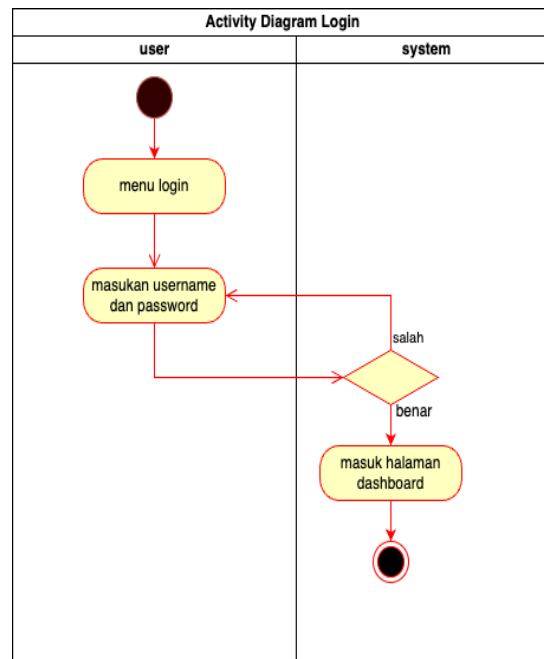 Activity Diagram Login
user
system
menu login
masukan username
dan password
salah
benar
masuk halaman
dashboard